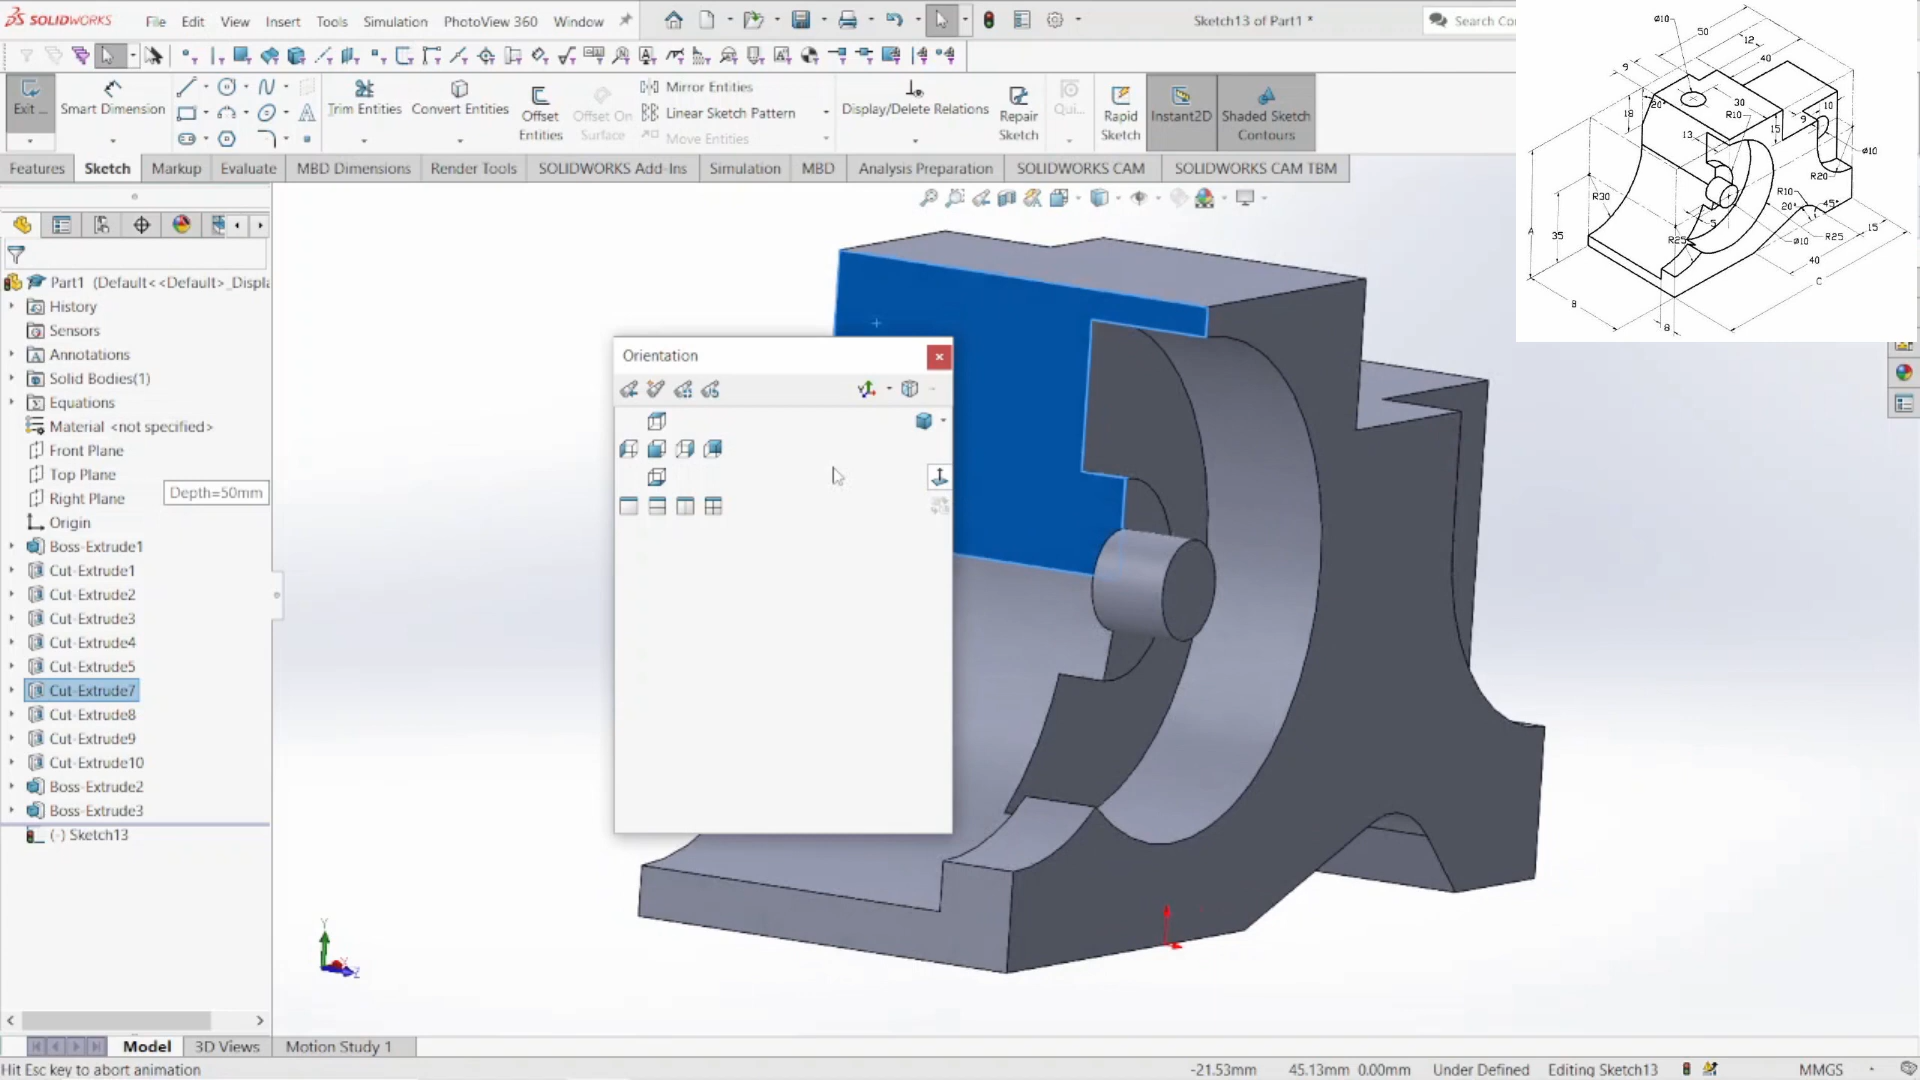 SOLIDWORKS
File Edit View Insert Tools Simulation PhotoView 360 Window
Sketch13 of Part1 *
Search Co
Exit ...
Smart Dimension
Trim Entities
Convert Entities
Offset Entities
Offset On Surface
Mirror Entities
Linear Sketch Pattern
Move Entities
Display/Delete Relations
Repair Sketch
Qui...
Rapid Sketch
Instant2D
Shaded Sketch Contours
Features Sketch Markup Evaluate MBD Dimensions Render Tools SOLIDWORKS Add-Ins Simulation MBD Analysis Preparation SOLIDWORKS CAM SOLIDWORKS CAM TBM
Part1 (Default<<Default>_Displa
History
Sensors
Annotations
Solid Bodies(1)
Equations
Material <not specified>
Front Plane
Top Plane
Right Plane
Depth=50mm
Origin
Boss-Extrude1
Cut-Extrude1
Cut-Extrude2
Cut-Extrude3
Cut-Extrude4
Cut-Extrude5
Cut-Extrude7
Cut-Extrude8
Cut-Extrude9
Cut-Extrude10
Boss-Extrude2
Boss-Extrude3
(-) Sketch13
Orientation
Ø10
50
12
40
9
20
18
30
R10
13
15
10
9
Ø10
R20
R30
R10
20°
45°
A
35
5
R25
Ø10
R25
15
40
C
B
8
Y
Z
Model 3D Views Motion Study 1
Hit Esc key to abort animation
-21.53mm 45.13mm 0.00mm Under Defined Editing Sketch13 MMGS